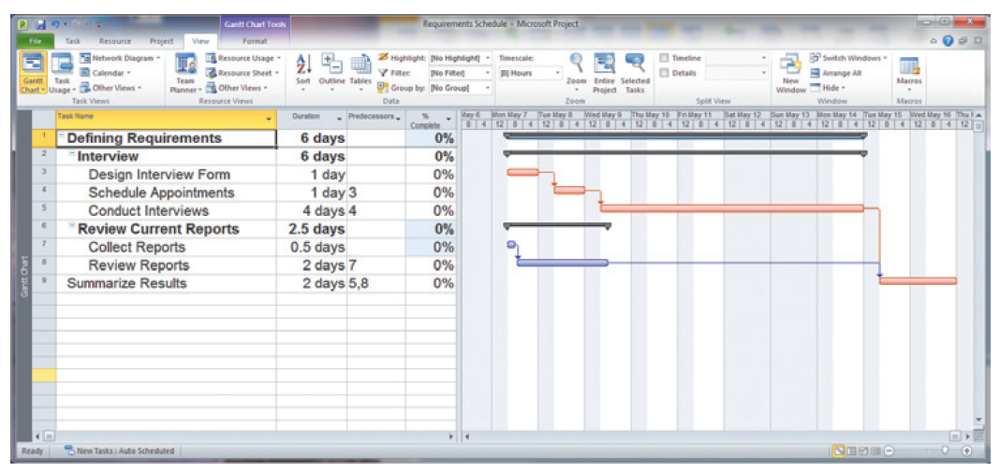 Gantt Chart Tools
Requirements Schedule - Microsoft Project
File Task Resource Project View Format
Gantt Chart
Task Usage
Network Diagram
Calendar
Other Views
Task Views
Team Planner
Resource Usage
Resource Sheet
Other Views
Resource Views
Sort
Outline
Tables
Highlight: [No Highlight]
Filter: [No Filter]
Group by: [No Group]
Data
Timescale:
[8] Hours
Zoom
Entire Project
Selected Tasks
Zoom
Timeline
Details
Split View
New Window
Switch Windows
Arrange All
Hide
Window
Macros
Macros
Task Name Duration Predecessors % Complete
May 6 Mon May 7 Tue May 8 Wed May 9 Thu May 10 Fri May 11 Sat May 12 Sun May 13 Mon May 14 Tue May 15 Wed May 16 Thu
8 4 12 8 4 12 8 4 12 8 4 12 8 4 12 8 4 12 8 4 12 8 4 12 8 4 12 8 4 12 8 4 12
1 Defining Requirements 6 days 0%
2 Interview 6 days 0%
3 Design Interview Form 1 day 0%
4 Schedule Appointments 1 day 3 0%
5 Conduct Interviews 4 days 4 0%
6 Review Current Reports 2.5 days 0%
7 Collect Reports 0.5 days 0%
8 Review Reports 2 days 7 0%
9 Summarize Results 2 days 5,8 0%
Gantt Chart
Ready New Tasks : Auto Scheduled